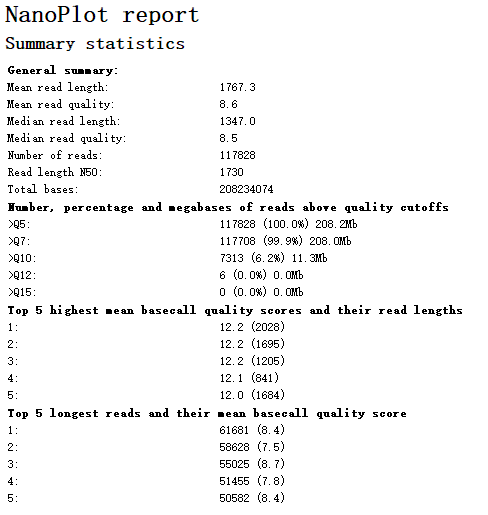 NanoPlot report
Summary statistics
General summary:
Mean read length: 1767.3
Mean read quality: 8.6
Median read length: 1347.0
Median read quality: 8.5
Number of reads: 117828
Read length N50: 1730
Total bases: 208234074
Number, percentage and megabases of reads above quality cutoffs
>Q5: 117828 (100.0%) 208.2Mb
>Q7: 117708 (99.9%) 208.0Mb
>Q10: 7313 (6.2%) 11.3Mb
>Q12: 6 (0.0%) 0.0Mb
>Q15: 0 (0.0%) 0.0Mb
Top 5 highest mean basecall quality scores and their read lengths
1: 12.2 (2028)
2: 12.2 (1695)
3: 12.2 (1205)
4: 12.1 (841)
5: 12.0 (1684)
Top 5 longest reads and their mean basecall quality score
1: 61681 (8.4)
2: 58628 (7.5)
3: 55025 (8.7)
4: 51455 (7.8)
5: 50582 (8.4)